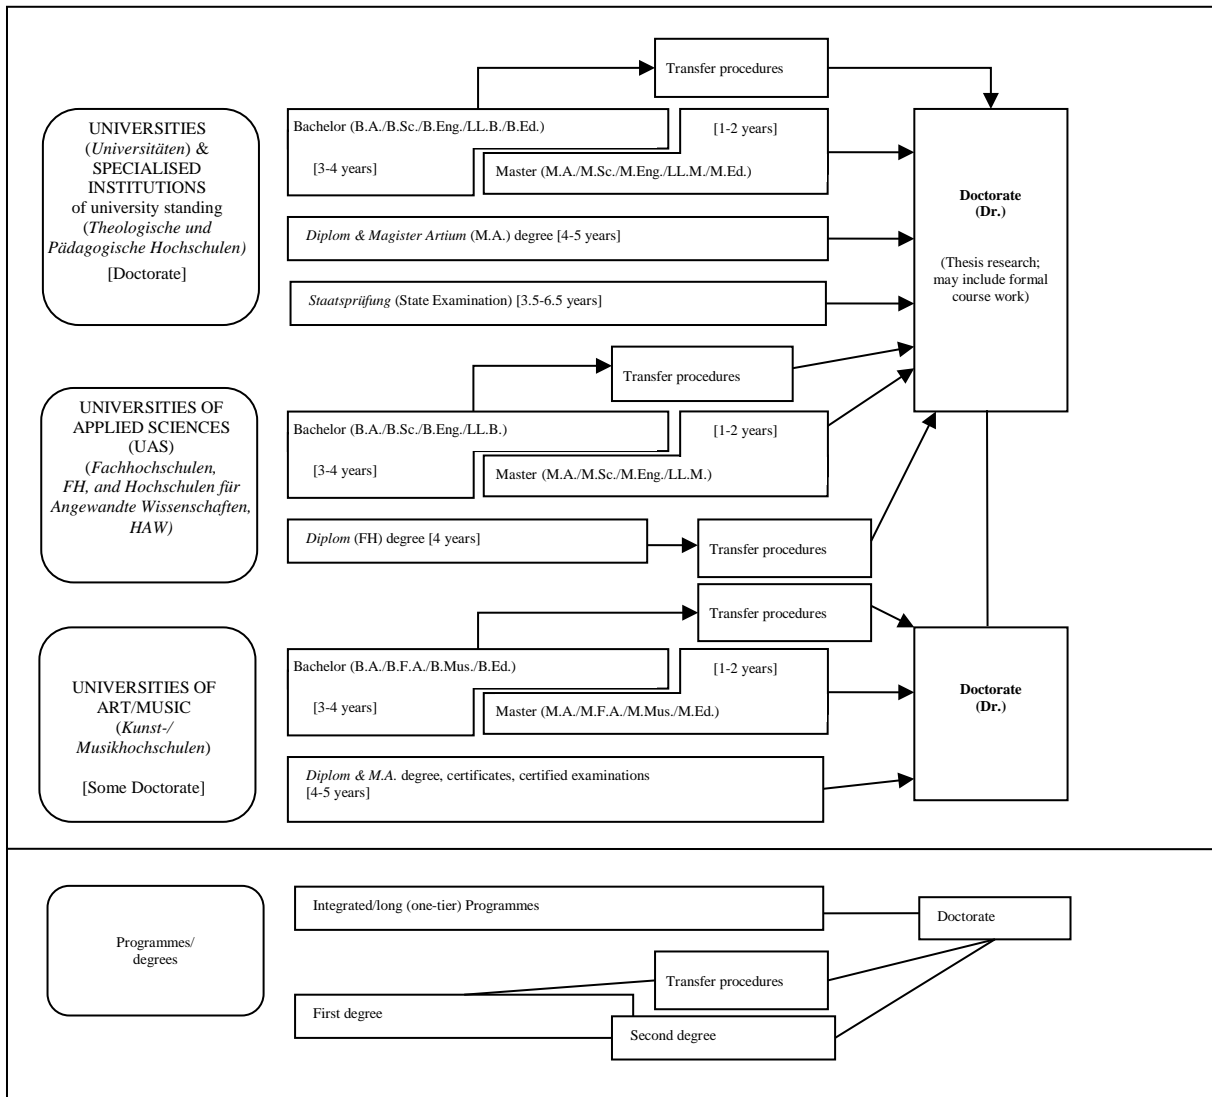 Transfer procedures
UNIVERSITIES
(Universitäten) &
SPECIALISED
INSTITUTIONS
of university standing
(Theologische und
Pädagogische Hochschulen)
[Doctorate]
Bachelor (B.A./B.Sc./B.Eng./LL.B./B.Ed.)
[1-2 years]
[3-4 years]
Master (M.A./M.Sc./M.Eng./LL.M./M.Ed.)
Diplom & Magister Artium (M.A.) degree [4-5 years]
Staatsprüfung (State Examination) [3.5-6.5 years]
Doctorate
(Dr.)
(Thesis research;
may include formal
course work)
Transfer procedures
UNIVERSITIES OF
APPLIED SCIENCES
(UAS)
(Fachhochschulen,
FH, and Hochschulen für
Angewandte Wissenschaften,
HAW)
Bachelor (B.A./B.Sc./B.Eng./LL.B.)
[1-2 years]
[3-4 years]
Master (M.A./M.Sc./M.Eng./LL.M.)
Diplom (FH) degree [4 years]
Transfer procedures
Transfer procedures
UNIVERSITIES OF
ART/MUSIC
(Kunst-/
Musikhochschulen)
[Some Doctorate]
Bachelor (B.A./B.F.A./B.Mus./B.Ed.)
[1-2 years]
[3-4 years]
Master (M.A./M.F.A./M.Mus./M.Ed.)
Diplom & M.A. degree, certificates, certified examinations
[4-5 years]
Doctorate
(Dr.)
Programmes/
degrees
Integrated/long (one-tier) Programmes
Doctorate
Transfer procedures
First degree
Second degree